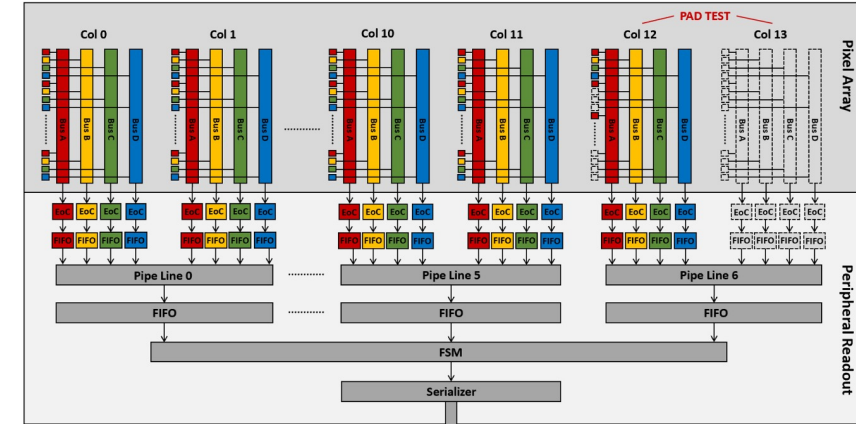 PAD TEST
Col 0 Col 1 Col 10 Col 11 Col 12 Col 13
Pixel Array
Bus A Bus B Bus C Bus D Bus A Bus B Bus C Bus D Bus A Bus B Bus C Bus D Bus A Bus B Bus C Bus D Bus A Bus B Bus C Bus D Bus A Bus B Bus C Bus D
EoC EoC EoC EoC EoC EoC EoC EoC EoC EoC EoC EoC EoC EoC EoC EoC EoC EoC EoC EoC EoC EoC EoC EoC
FIFO FIFO FIFO FIFO FIFO FIFO FIFO FIFO FIFO FIFO FIFO FIFO FIFO FIFO FIFO FIFO FIFO FIFO FIFO FIFO FIFO FIFO FIFO FIFO
Pipe Line 0 Pipe Line 5 Pipe Line 6
FIFO FIFO FIFO
FSM
Serializer
Peripheral Readout